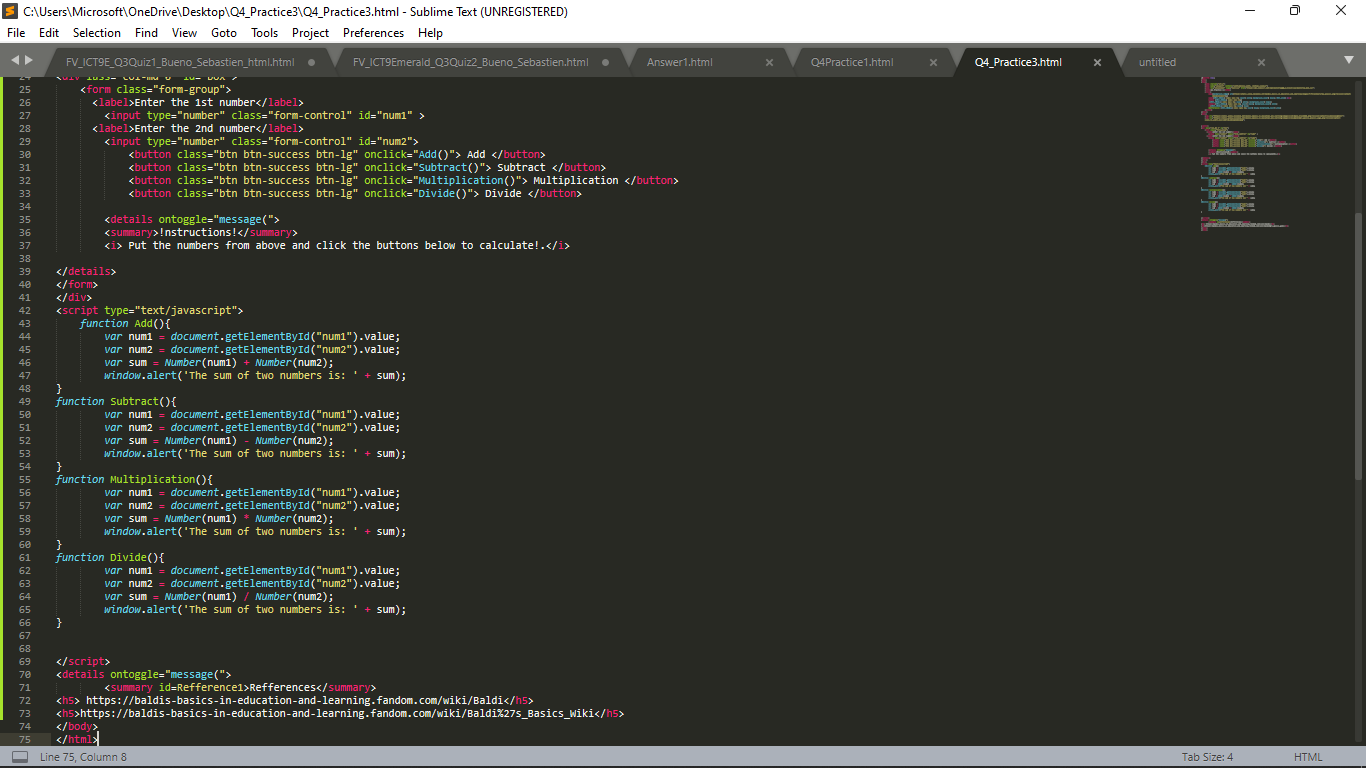 C:\Users\Microsoft\OneDrive\Desktop\Q4_Practice3\Q4_Practice3.html - Sublime Text (UNREGISTERED)
File Edit Selection Find View Goto Tools Project Preferences Help
FV_ICT9E_Q3Quiz1_Bueno_Sebastien_html.html FV_ICT9Emerald_Q3Quiz2_Bueno_Sebastien.html Answer1.html Q4Practice1.html Q4_Practice3.html untitled
25 <form class="form-group">
26 <label>Enter the 1st number</label>
27 <input type="number" class="form-control" id="num1" >
28 <label>Enter the 2nd number</label>
29 <input type="number" class="form-control" id="num2">
30 <button class="btn btn-success btn-lg" onclick="Add()"> Add </button>
31 <button class="btn btn-success btn-lg" onclick="Subtract()"> Subtract </button>
32 <button class="btn btn-success btn-lg" onclick="Multiplication()"> Multiplication </button>
33 <button class="btn btn-success btn-lg" onclick="Divide()"> Divide </button>
34
35 <details ontoggle="message(">
36 <summary>!nstructions!</summary>
37 <i> Put the numbers from above and click the buttons below to calculate!.</i>
38
39 </details>
40 </form>
41 </div>
42 <script type="text/javascript">
43 function Add(){
44 var num1 = document.getElementById("num1").value;
45 var num2 = document.getElementById("num2").value;
46 var sum = Number(num1) + Number(num2);
47 window.alert('The sum of two numbers is: ' + sum);
48 }
49 function Subtract(){
50 var num1 = document.getElementById("num1").value;
51 var num2 = document.getElementById("num2").value;
52 var sum = Number(num1) - Number(num2);
53 window.alert('The sum of two numbers is: ' + sum);
54 }
55 function Multiplication(){
56 var num1 = document.getElementById("num1").value;
57 var num2 = document.getElementById("num2").value;
58 var sum = Number(num1) * Number(num2);
59 window.alert('The sum of two numbers is: ' + sum);
60 }
61 function Divide(){
62 var num1 = document.getElementById("num1").value;
63 var num2 = document.getElementById("num2").value;
64 var sum = Number(num1) / Number(num2);
65 window.alert('The sum of two numbers is: ' + sum);
66 }
67
68
69 </script>
70 <details ontoggle="message(">
71 <summary id=Refference1>Refferences</summary>
72 <h5> https://baldis-basics-in-education-and-learning.fandom.com/wiki/Baldi</h5>
73 <h5>https://baldis-basics-in-education-and-learning.fandom.com/wiki/Baldi%27s_Basics_Wiki</h5>
74 </body>
75 </html>
Line 75, Column 8 Tab Size: 4 HTML